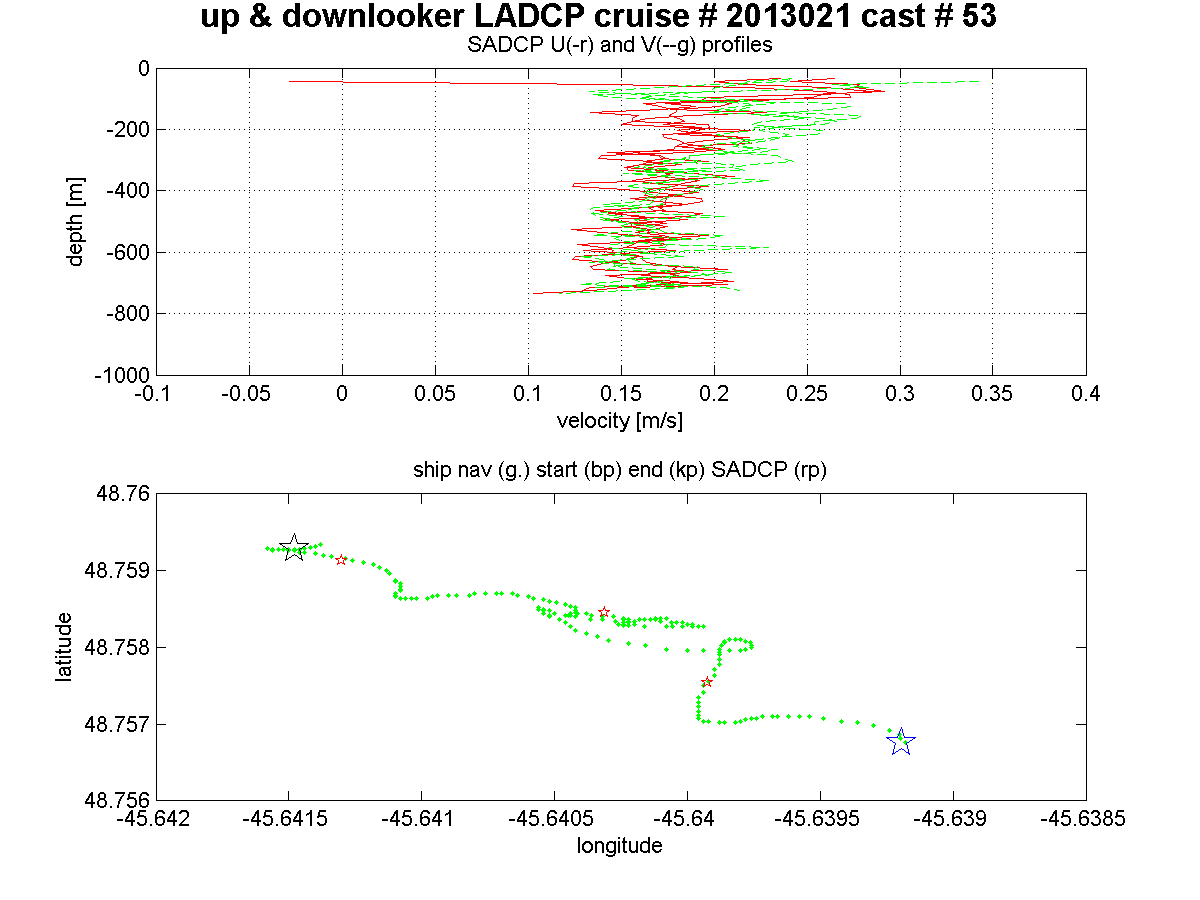 up & downlooker LADCP cruise # 2013021 cast # 53
SADCP U(-r) and V(--g) profiles
0
-200
-400
-600
-800
-1000
depth [m]
-0.1 -0.05 0 0.05 0.1 0.15 0.2 0.25 0.3 0.35 0.4
velocity [m/s]
ship nav (g.) start (bp) end (kp) SADCP (rp)
48.76
48.759
48.758
48.757
48.756
latitude
-45.642 -45.6415 -45.641 -45.6405 -45.64 -45.6395 -45.639 -45.6385
longitude